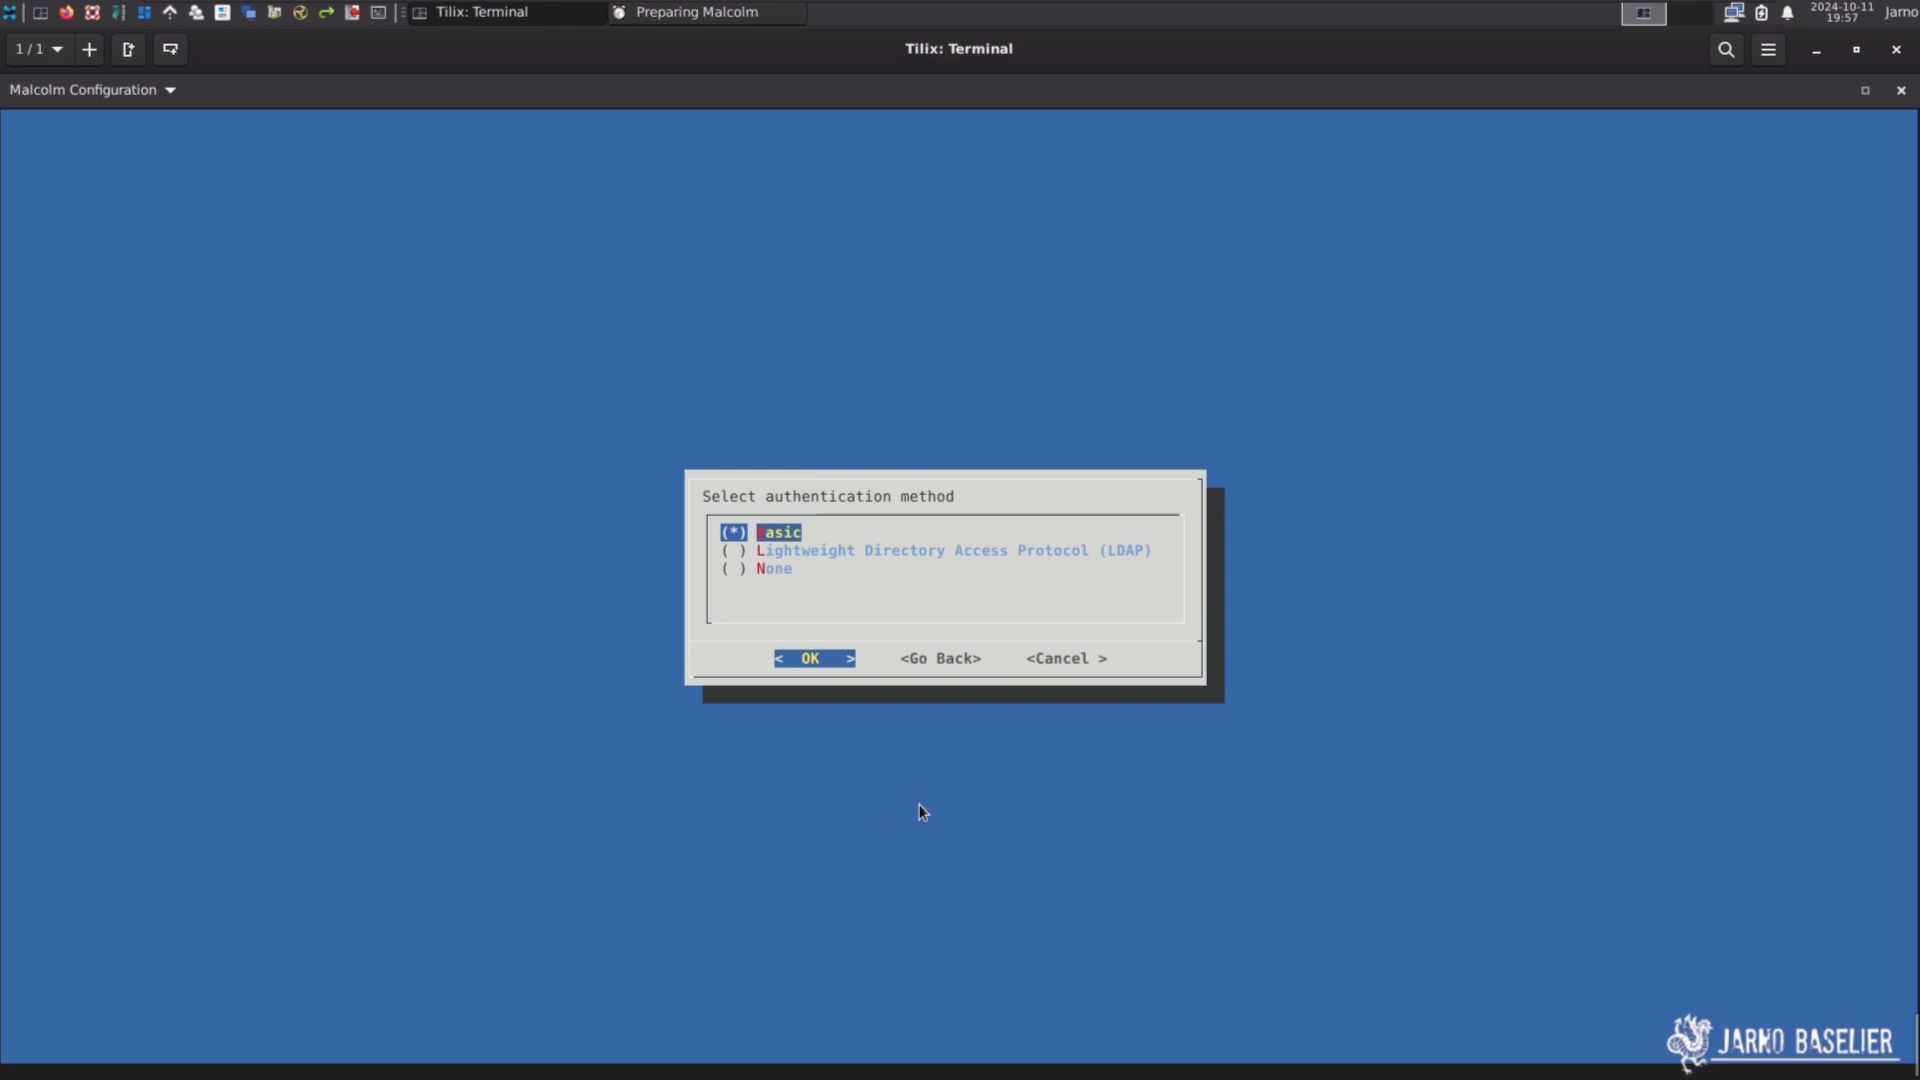 Tilix: Terminal
Preparing Malcolm
2024-10-11
19:57
Jarno
1 / 1
Tilix: Terminal
Malcolm Configuration
Select authentication method
(*) Basic
( ) Lightweight Directory Access Protocol (LDAP)
( ) None
< OK >
<Go Back>
<Cancel >
JARNO BASELIER